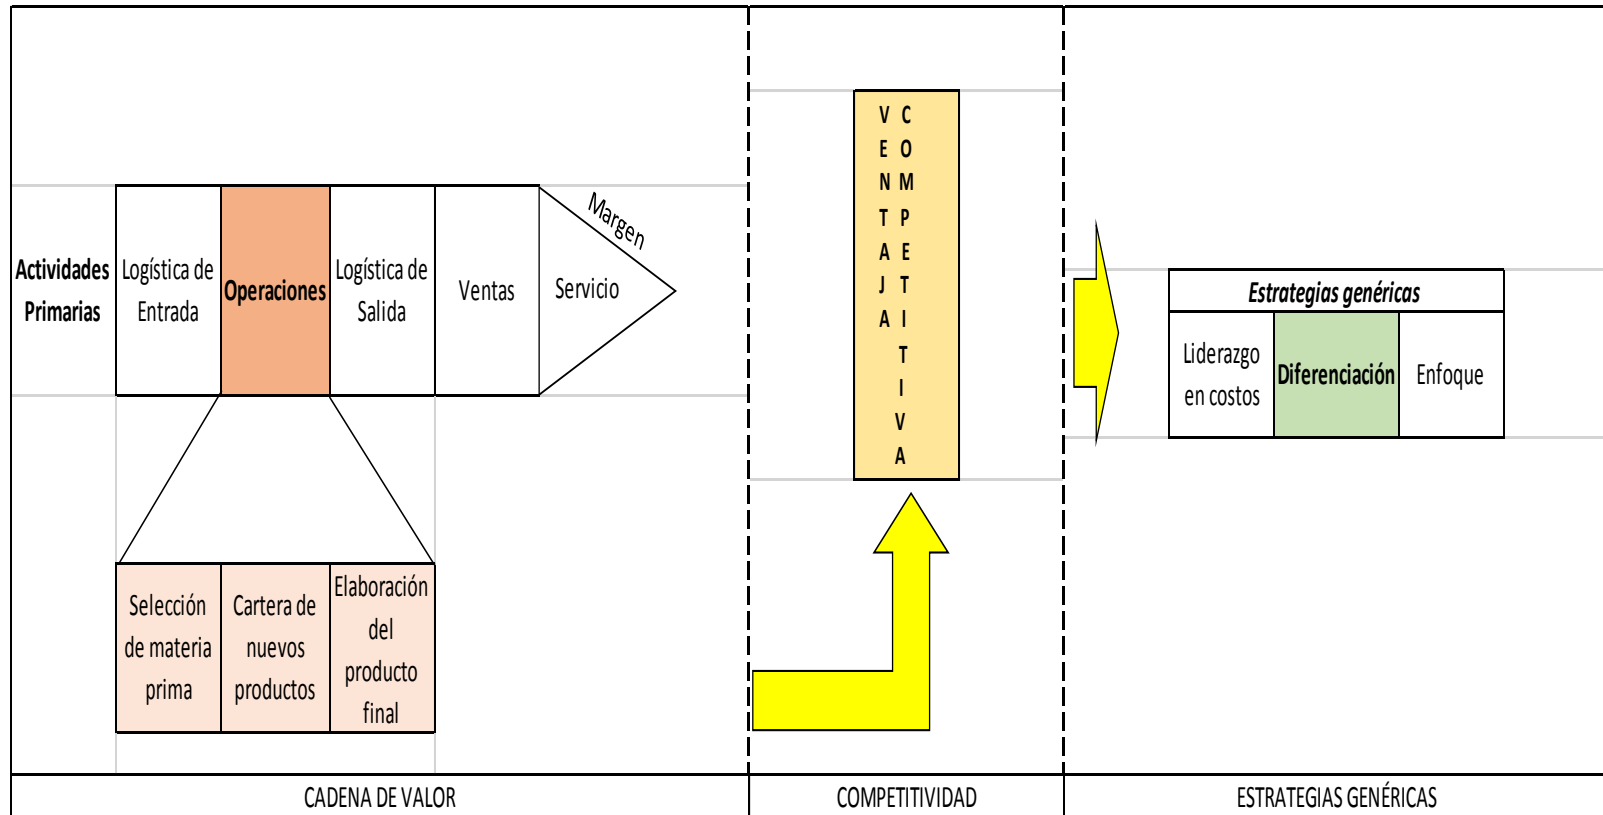 Actividades
Primarias
Logística de
Entrada
Operaciones
Logística de
Salida
Ventas
Servicio
Margen
Selección
de materia
prima
Cartera de
nuevos
productos
Elaboración
del
producto
final
VENTAJA
COMPETITIVA
Estrategias genéricas
Liderazgo
en costos
Diferenciación
Enfoque
CADENA DE VALOR
COMPETITIVIDAD
ESTRATEGIAS GENÉRICAS